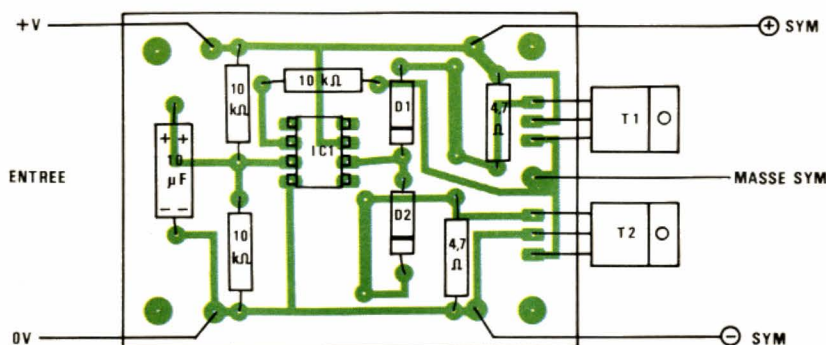 +V
+ SYM
10 kΩ
10 kΩ
D1
4,7 Ω
T1
IC1
ENTREE
+ +
10 µF
- -
MASSE SYM
10 kΩ
D2
4,7 Ω
T2
0V
- SYM